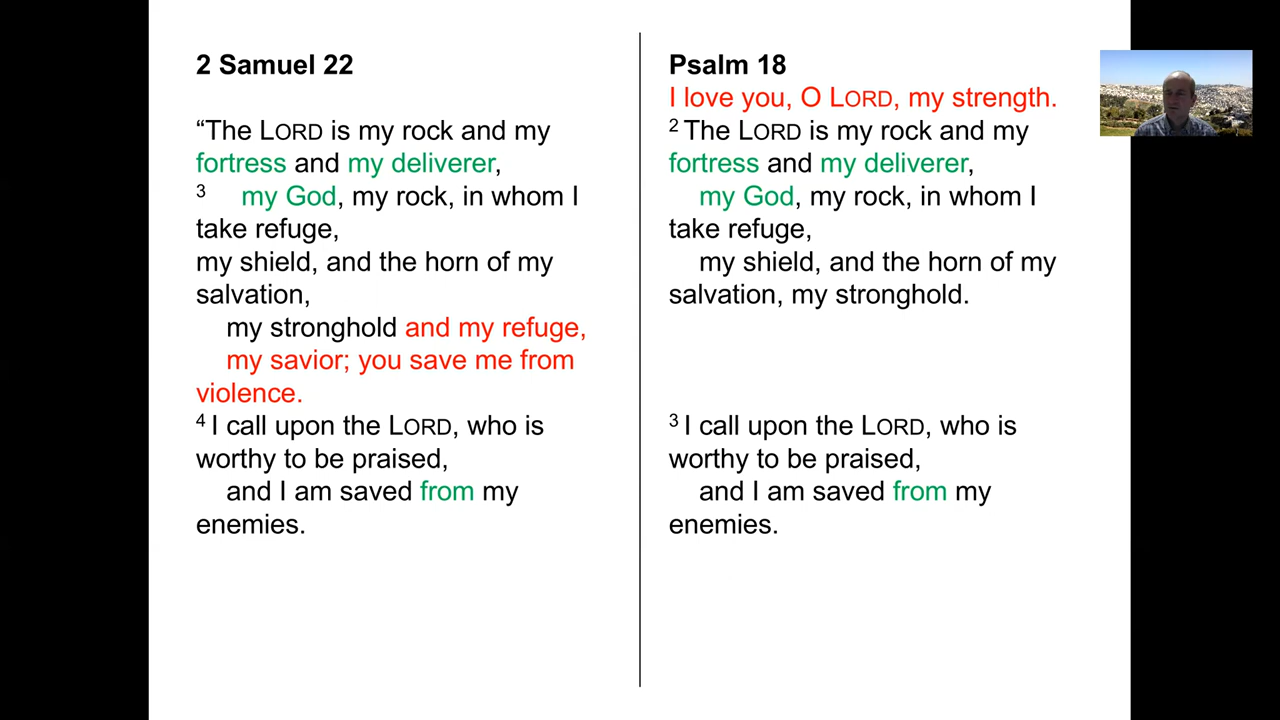 2 Samuel 22
“The LORD is my rock and my
fortress and my deliverer,
3 my God, my rock, in whom I
take refuge,
my shield, and the horn of my
salvation,
my stronghold and my refuge,
my savior; you save me from
violence.
4 I call upon the LORD, who is
worthy to be praised,
and I am saved from my
enemies.
Psalm 18
I love you, O LORD, my strength.
2 The LORD is my rock and my
fortress and my deliverer,
my God, my rock, in whom I
take refuge,
my shield, and the horn of my
salvation, my stronghold.
3 I call upon the LORD, who is
worthy to be praised,
and I am saved from my
enemies.